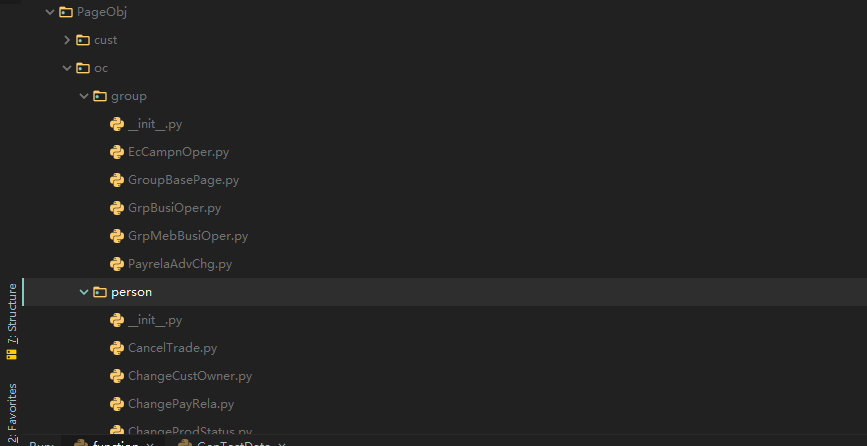 PageObj
cust
oc
group
__init__.py
EcCampnOper.py
GroupBasePage.py
GrpBusiOper.py
GrpMebBusiOper.py
PayrelaAdvChg.py
person
__init__.py
CancelTrade.py
ChangeCustOwner.py
ChangePayRela.py
ChangeProdStatus.py
7: Structure
2: Favorites
Run:
function
GenTestData